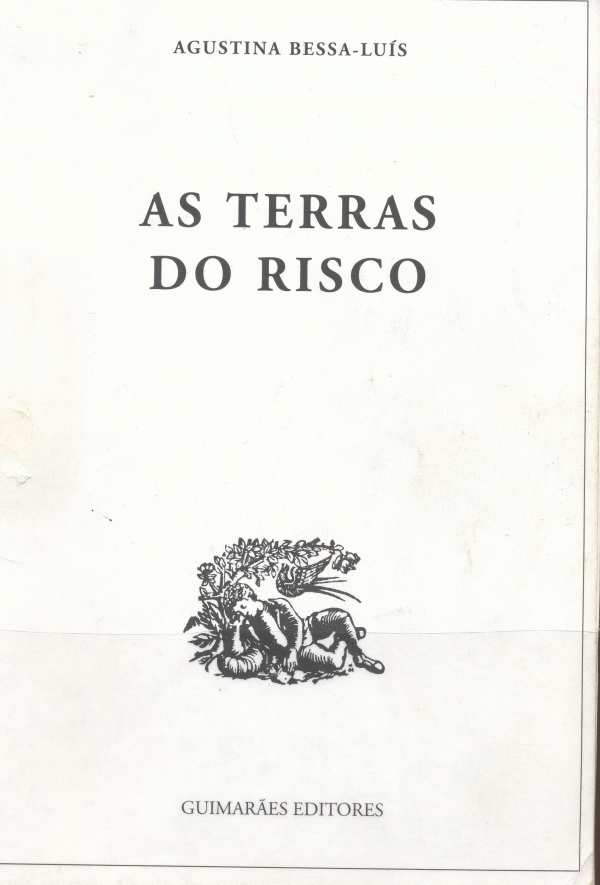 AGUSTINA BESSA-LUÍS
AS TERRAS
DO RISCO
GUIMARÃES EDITORES